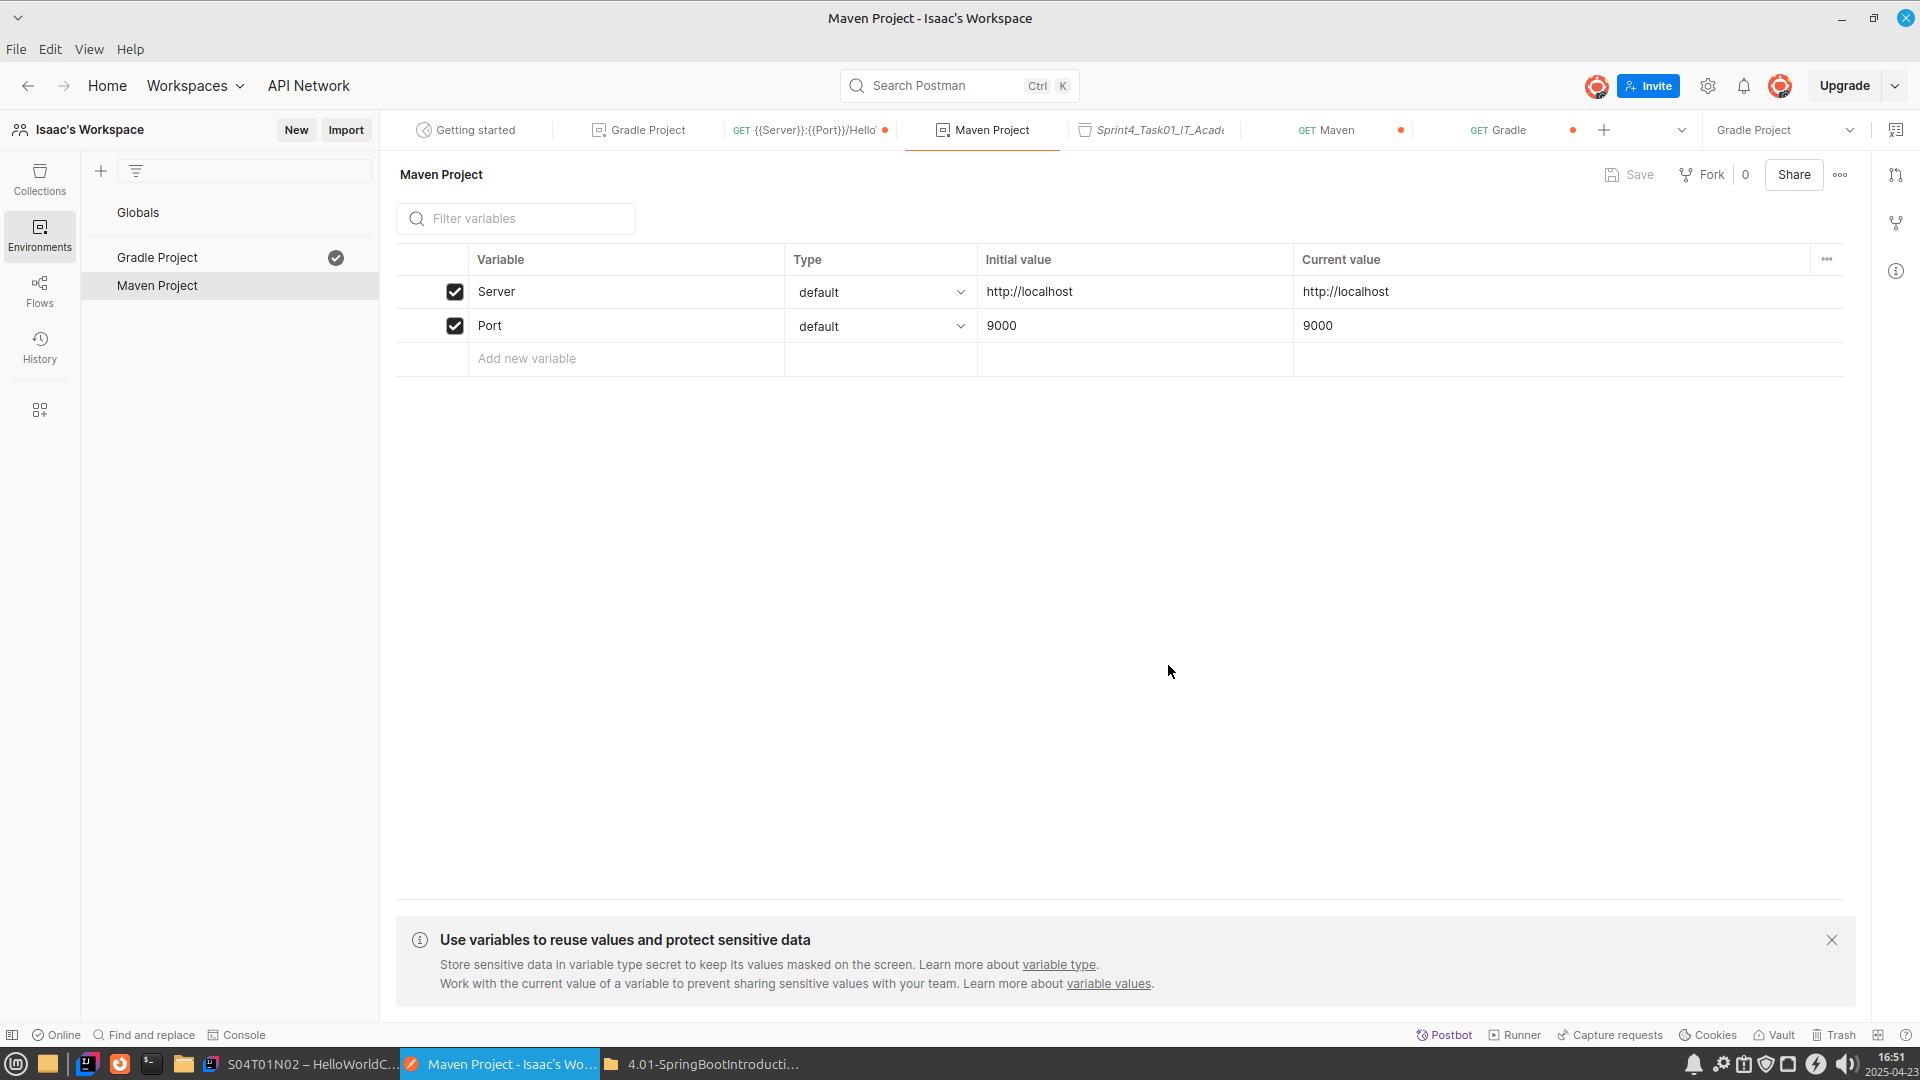 Maven Project - Isaac's Workspace
File Edit View Help
Home Workspaces API Network
Search Postman Ctrl K
Invite
Upgrade
Isaac's Workspace
New
Import
Getting started
Gradle Project
GET {{Server}}:{{Port}}/Hello
Maven Project
Sprint4_Task01_IT_Acade
GET Maven
GET Gradle
Gradle Project
Collections
Environments
Flows
History
Globals
Gradle Project
Maven Project
Maven Project
Save
Fork 0
Share
Filter variables
Variable Type Initial value Current value
Server default http://localhost http://localhost
Port default 9000 9000
Add new variable
Use variables to reuse values and protect sensitive data
Store sensitive data in variable type secret to keep its values masked on the screen. Learn more about variable type.
Work with the current value of a variable to prevent sharing sensitive values with your team. Learn more about variable values.
Online Find and replace Console
Postbot Runner Capture requests Cookies Vault Trash
S04T01N02 – HelloWorldC...
Maven Project - Isaac's Wo...
4.01-SpringBootIntroducti...
16:51
2025-04-23